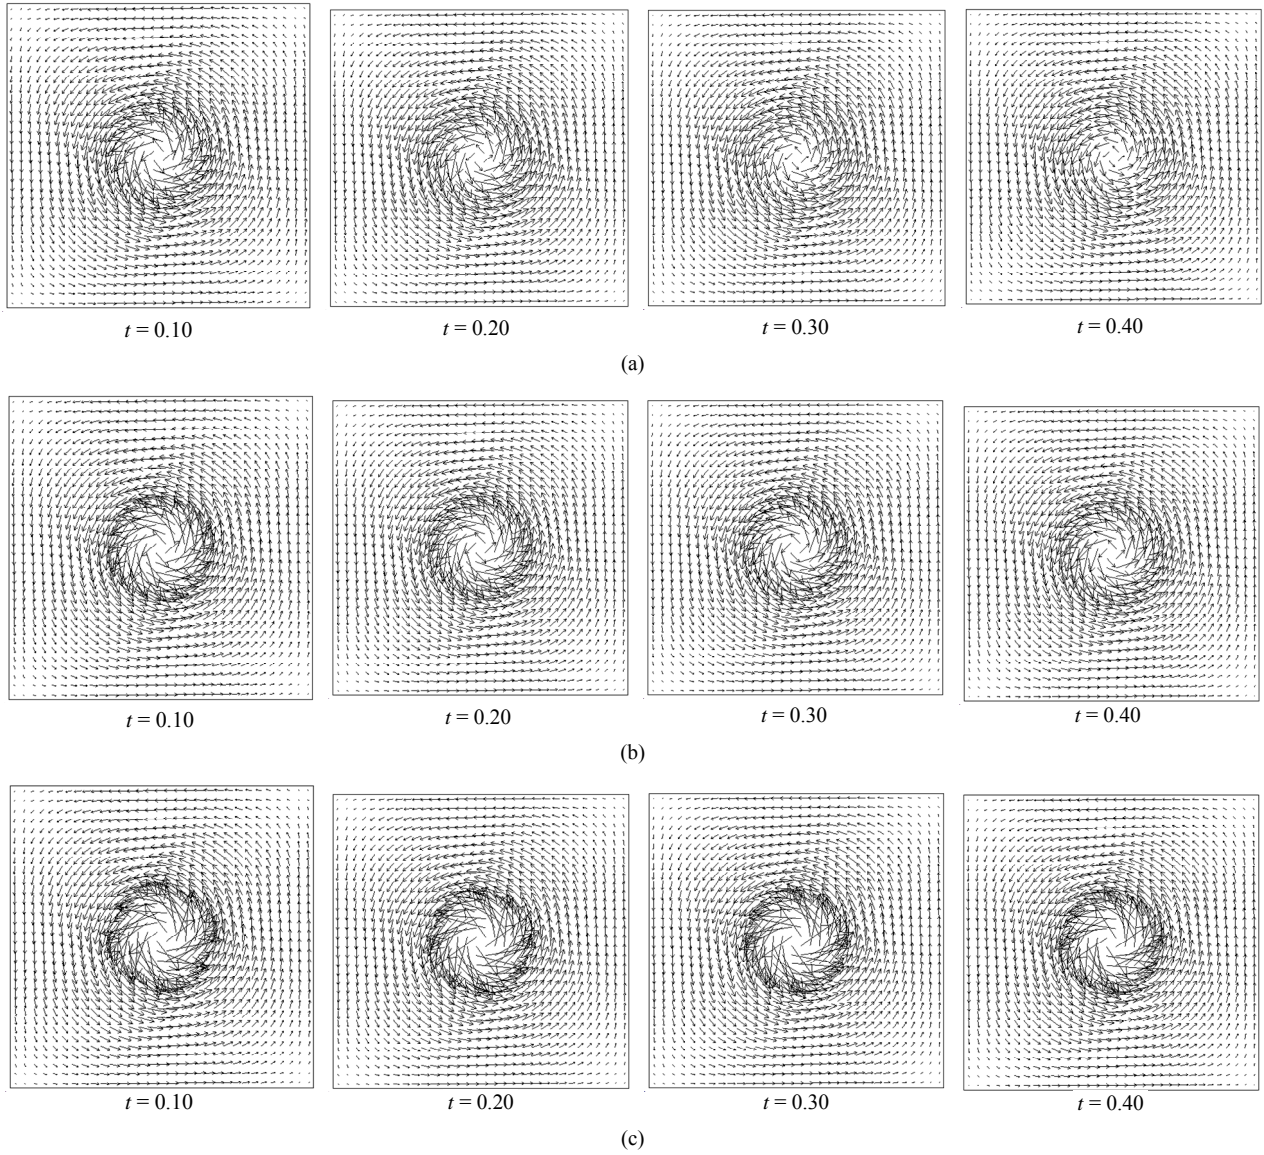 t = 0.10 t = 0.20 t = 0.30 t = 0.40
(a)
t = 0.10 t = 0.20 t = 0.30 t = 0.40
(b)
t = 0.10 t = 0.20 t = 0.30 t = 0.40
(c)